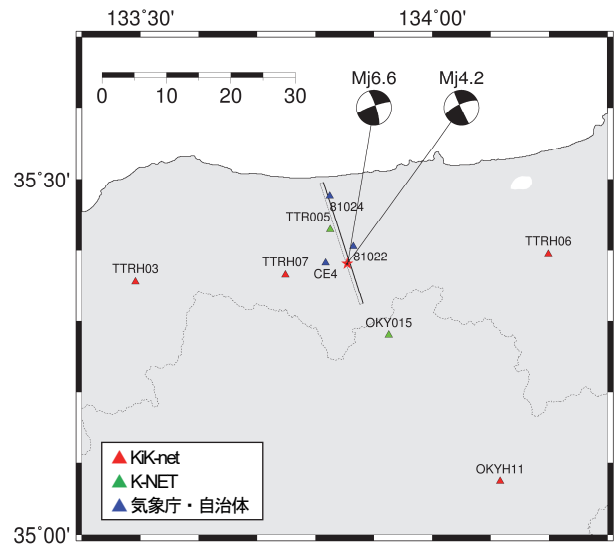 133˚30'
134˚00'
Mj6.6
Mj4.2
0
10
20
30
35˚30'
81024
TTR005
TTRH06
81022
TTRH07
TTRH03
CE4
OKY015
KiK-net
K-NET
気象庁・自治体
OKYH11
35˚00'